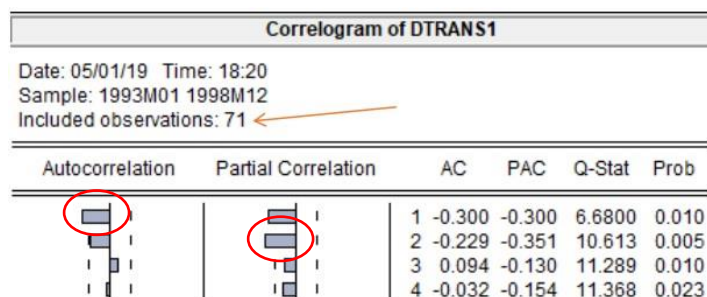 Correlogram of DTRANS1
Date: 05/01/19 Time: 18:20
Sample: 1993M01 1998M12
Included observations: 71
Autocorrelation Partial Correlation AC PAC Q-Stat Prob
1 -0.300 -0.300 6.6800 0.010
2 -0.229 -0.351 10.613 0.005
3 0.094 -0.130 11.289 0.010
4 -0.032 -0.154 11.368 0.023